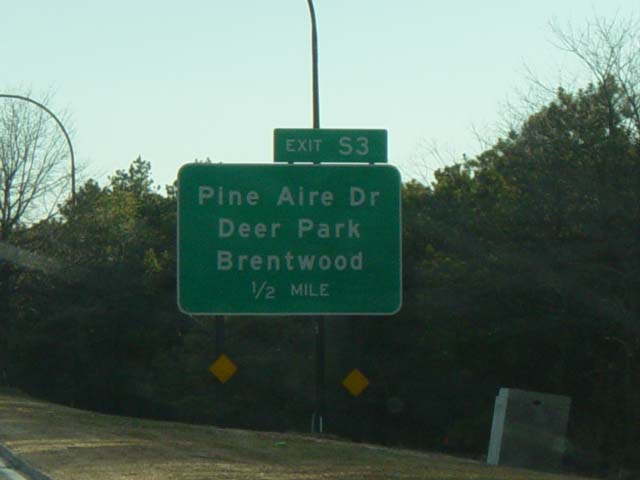 EXIT S3
Pine Aire Dr
Deer Park
Brentwood
1/2 MILE